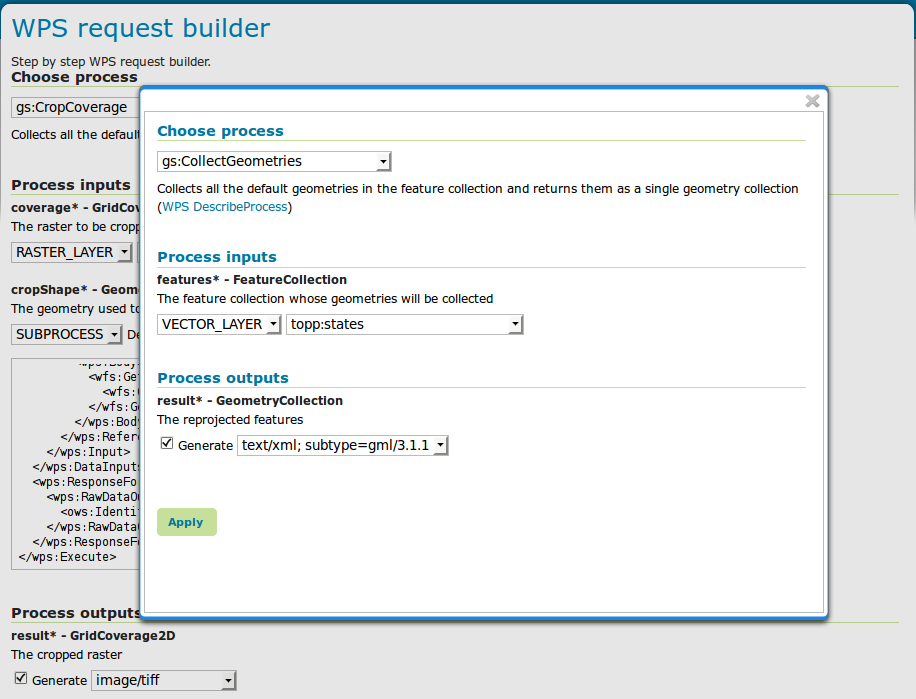 WPS request builder
Step by step WPS request builder.
Choose process
gs:CropCoverage
Collects all the default
Process inputs
coverage* - GridCov
The raster to be cropp
RASTER_LAYER
cropShape* - Geom
The geometry used to
SUBPROCESS De
<wps:Body
<wfs:Ge
<wfs:
</wfs:Ge
</wps:Body
</wps:Refere
</wps:Input>
</wps:DataInputs
<wps:ResponseFo
<wps:RawDataO
<ows:Identi
</wps:RawData
</wps:ResponseFo
</wps:Execute>
Process outputs
result* - GridCoverage2D
The cropped raster
Generate image/tiff
Choose process
gs:CollectGeometries
Collects all the default geometries in the feature collection and returns them as a single geometry collection
(WPS DescribeProcess)
Process inputs
features* - FeatureCollection
The feature collection whose geometries will be collected
VECTOR_LAYER topp:states
Process outputs
result* - GeometryCollection
The reprojected features
Generate text/xml; subtype=gml/3.1.1
Apply